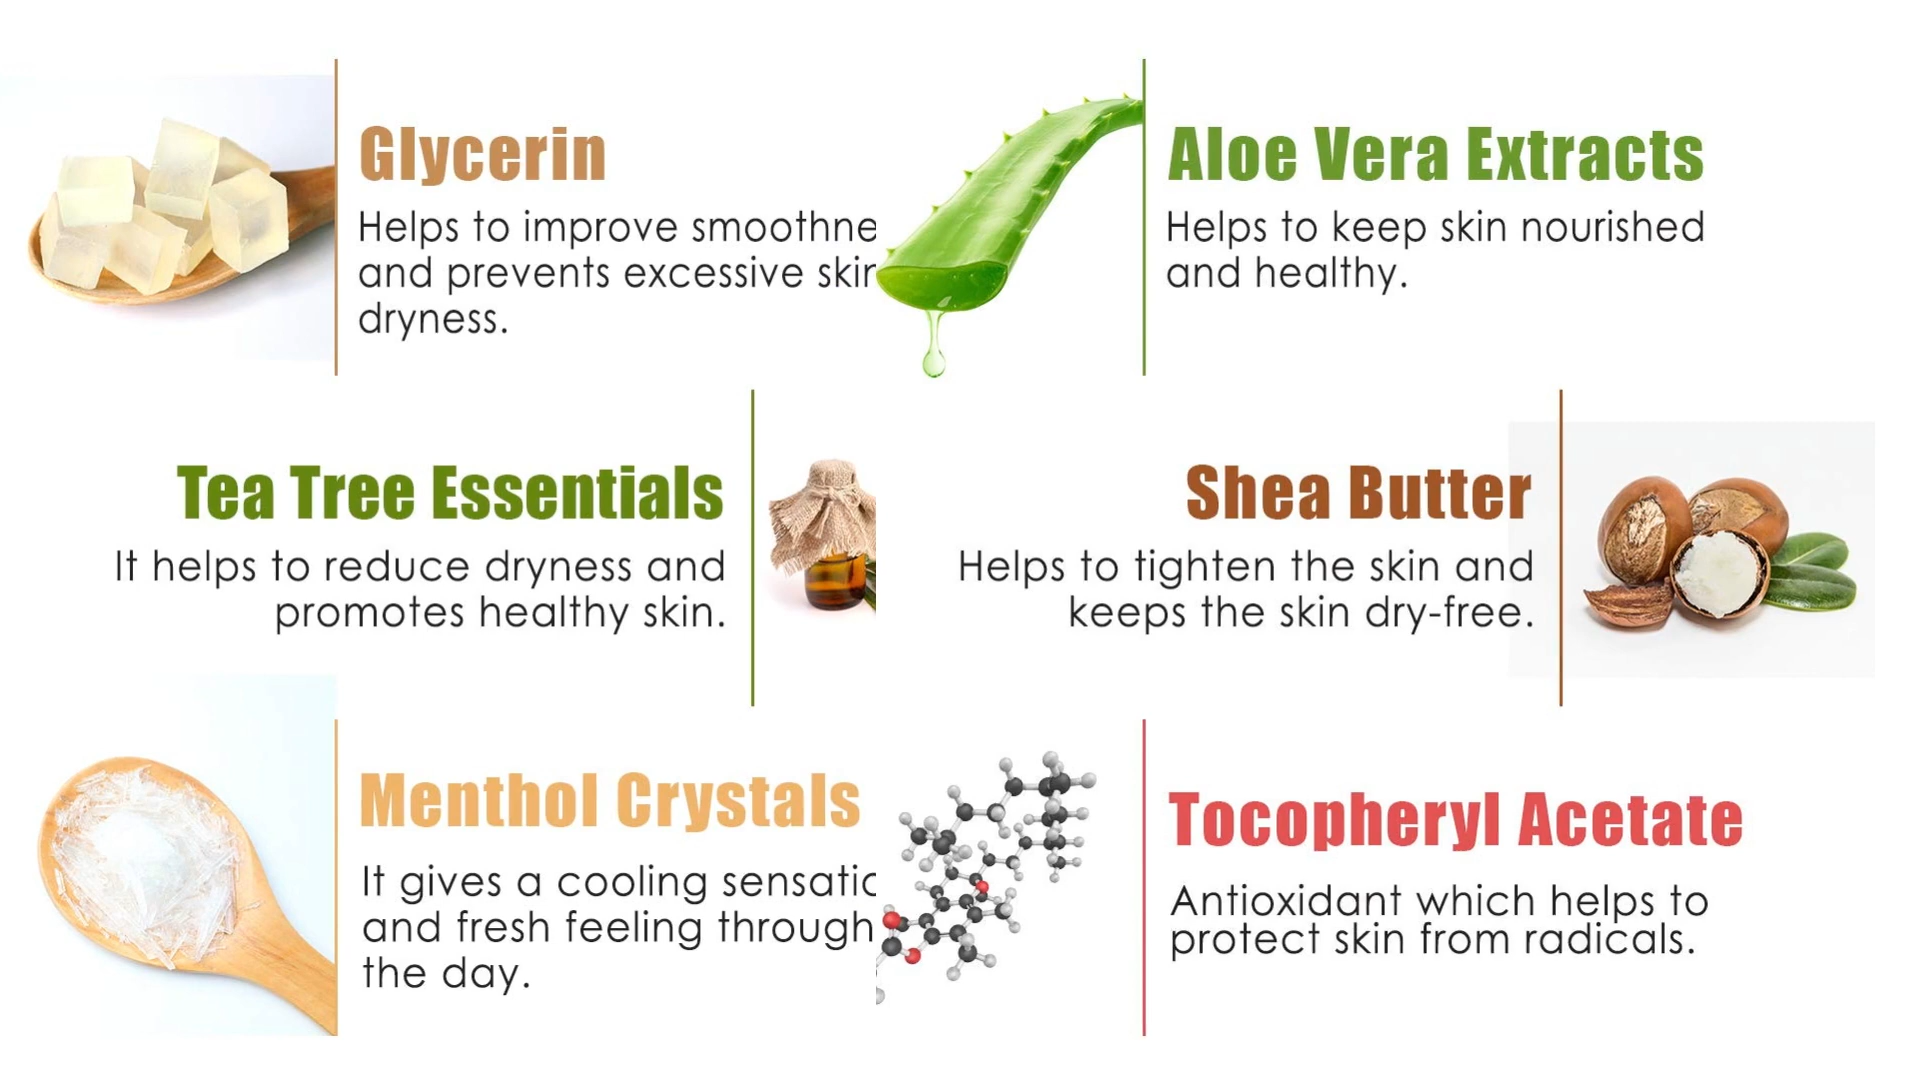 Glycerin
Helps to improve smoothne
and prevents excessive skin
dryness.
Aloe Vera Extracts
Helps to keep skin nourished
and healthy.
Tea Tree Essentials
It helps to reduce dryness and
promotes healthy skin.
Shea Butter
Helps to tighten the skin and
keeps the skin dry-free.
Menthol Crystals
It gives a cooling sensatio
and fresh feeling through
the day.
Tocopheryl Acetate
Antioxidant which helps to
protect skin from radicals.